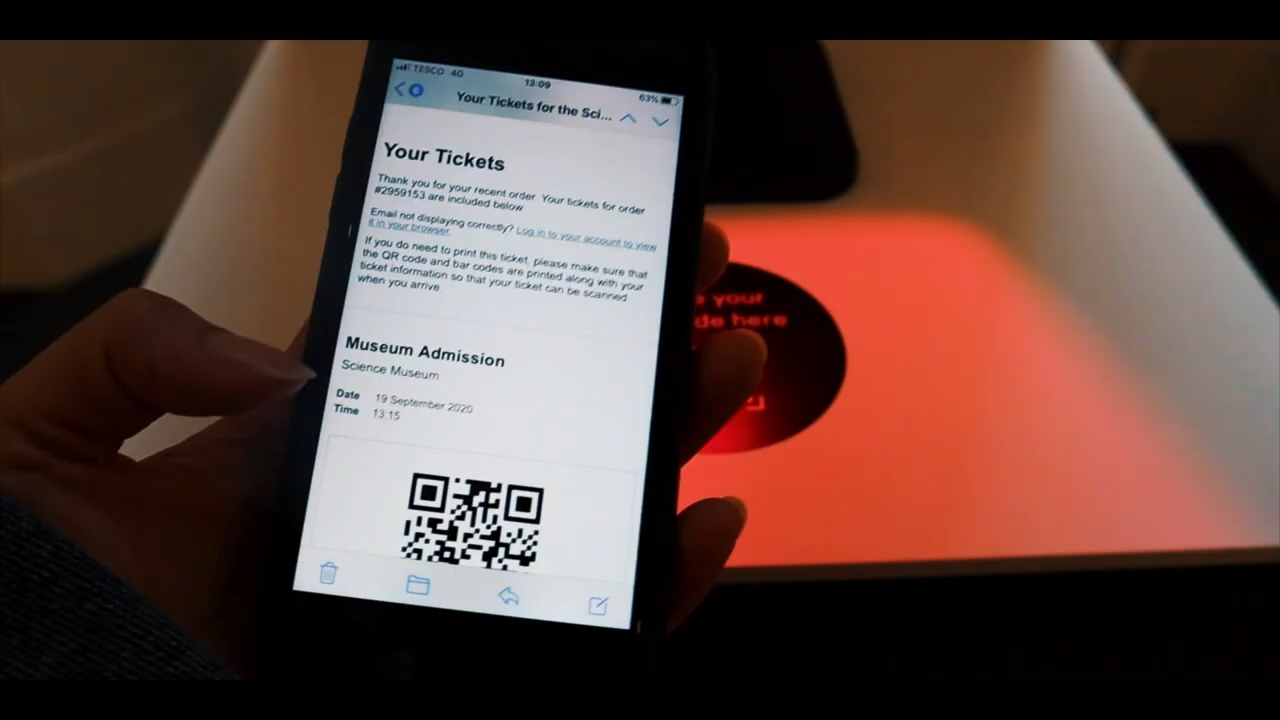 TESCO 4G 13:09 63%
Your Tickets for the Sci...
Your Tickets
Thank you for your recent order. Your tickets for order
#2959153 are included below
Email not displaying correctly? Log in to your account to view
it in your browser.
If you do need to print this ticket, please make sure that
the QR code and bar codes are printed along with your
ticket information so that your ticket can be scanned
when you arrive
Museum Admission
Science Museum
Date 19 September 2020
Time 13:15
your
here